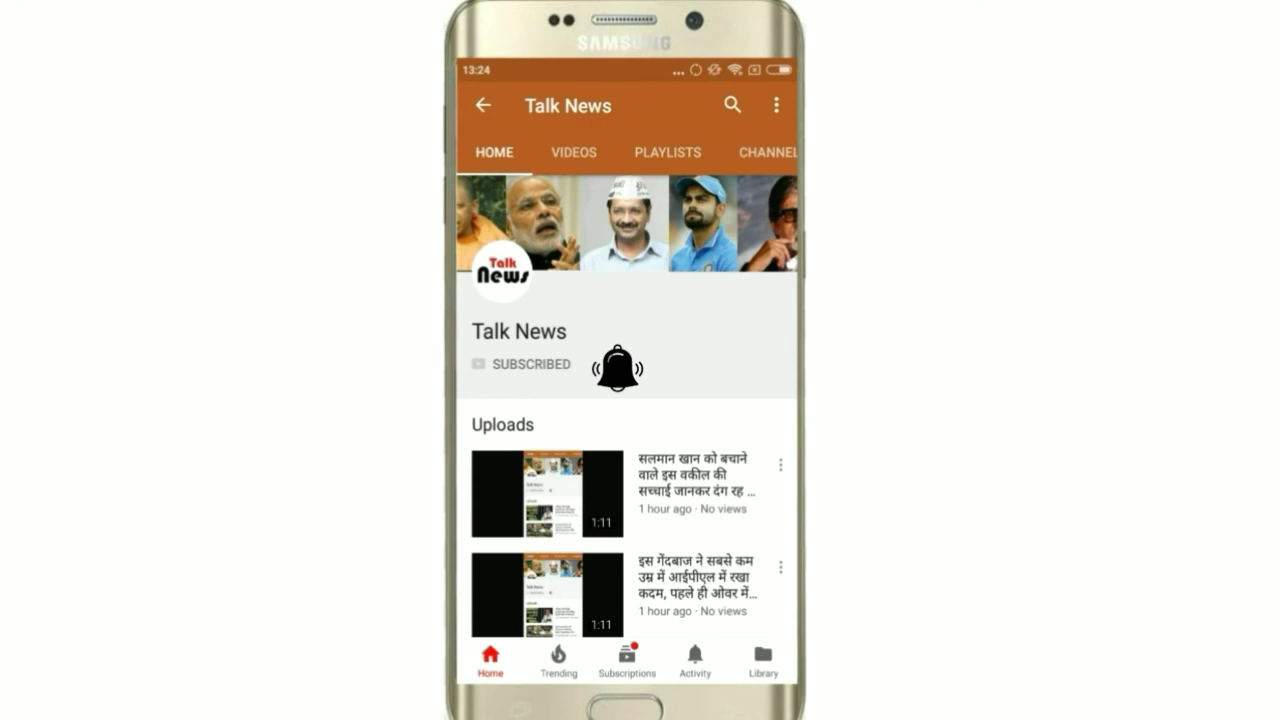 SAMSUNG
13:24
Talk News
HOME VIDEOS PLAYLISTS CHANNEL
Talk
News
Talk News
SUBSCRIBED
Uploads
सलमान खान को बचाने
वाले इस वकील की
सच्चाई जानकर दंग रह ...
1 hour ago · No views
1:11
इस गेंदबाज ने सबसे कम
उम्र में आईपीएल में रखा
कदम, पहले ही ओवर में...
1 hour ago · No views
1:11
Home Trending Subscriptions Activity Library